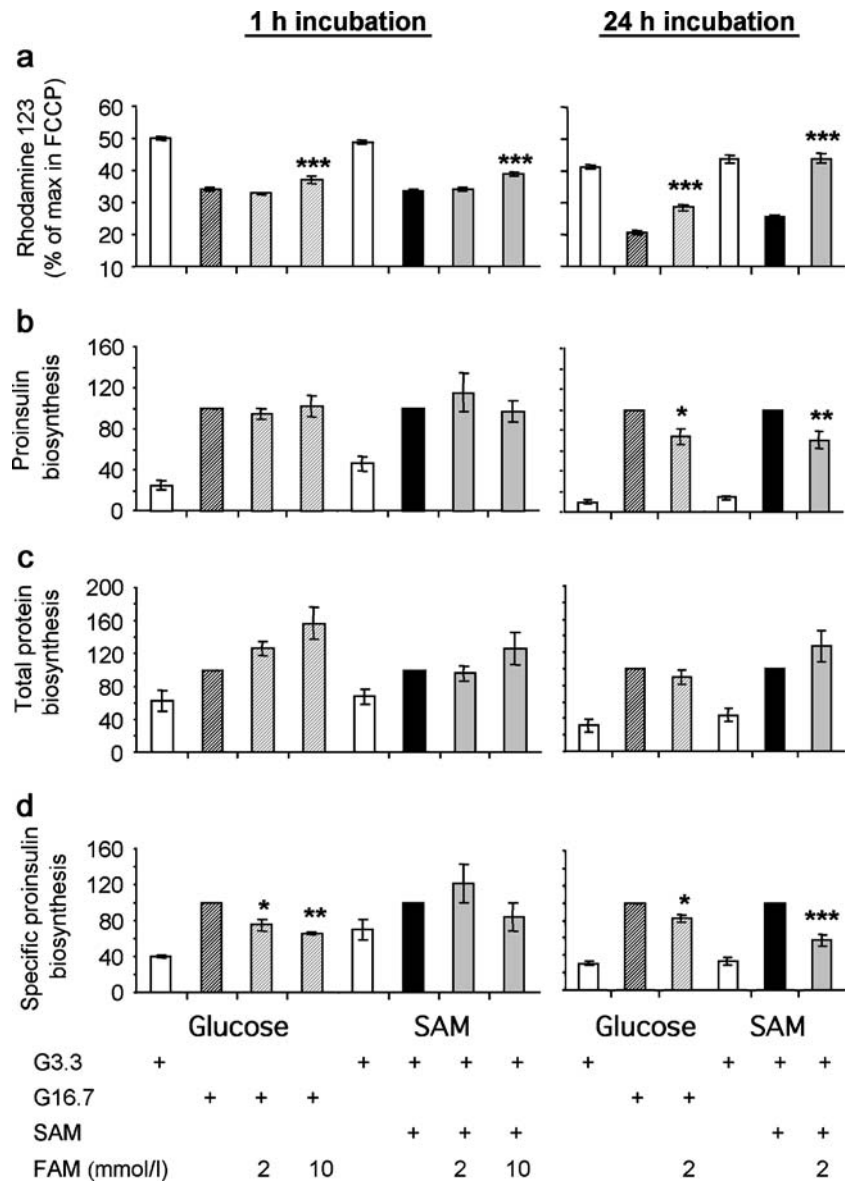 1 h incubation 24 h incubation
a
Rhodamine 123
(% of max in FCCP)
60
50
40
30
20
10
*** *** *** ***
b
Proinsulin
biosynthesis
160
120
80
40
0
* **
c
Total protein
biosynthesis
200
160
120
80
40
0
d
Specific proinsulin
biosynthesis
160
120
80
40
0
* ** * ***
Glucose SAM Glucose SAM
G3.3 + + + + + + + +
G16.7 + + + + +
SAM + + + + +
FAM (mmol/l) 2 10 2 10 2 2